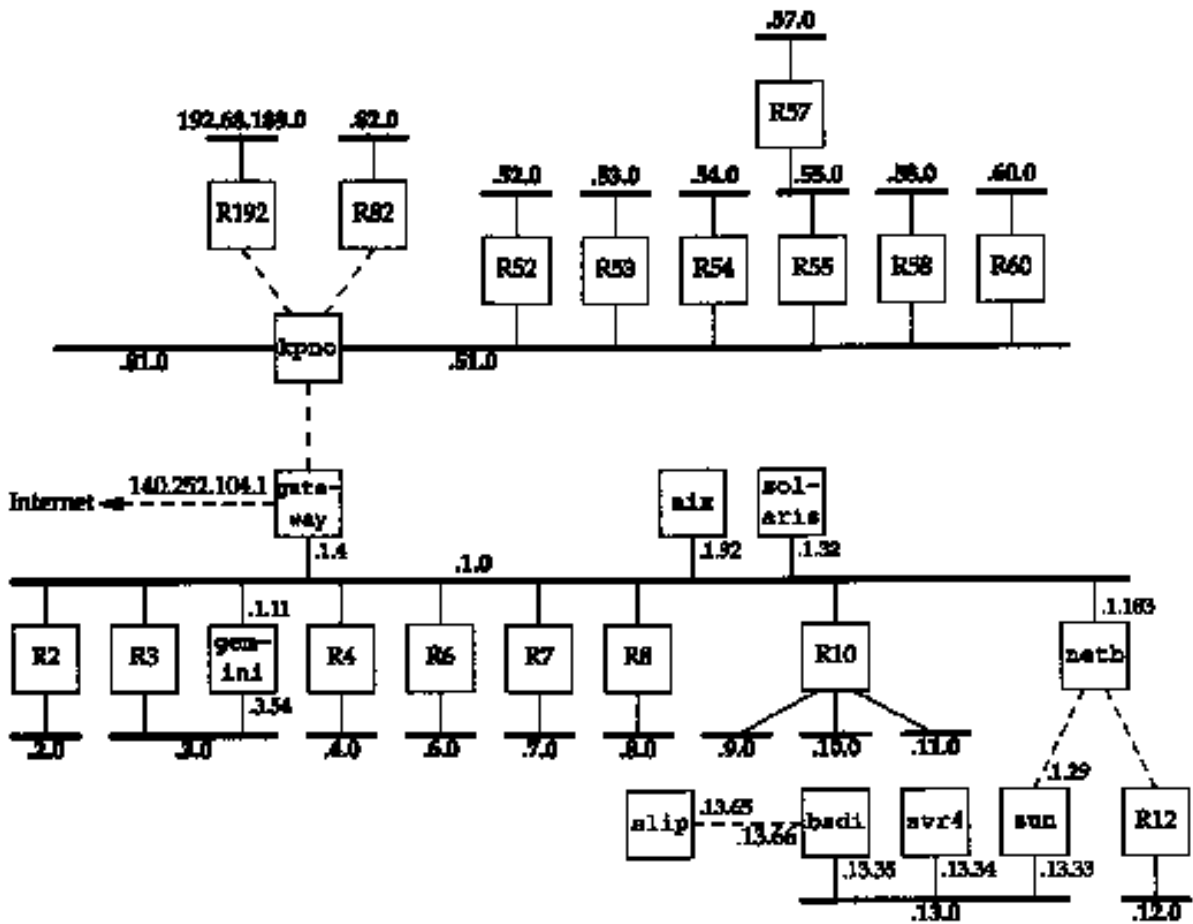 .57.0
R57
192.68.189.0 .82.0
.52.0 .53.0 .54.0 .55.0 .58.0 .60.0
R192 R82
R52 R53 R54 R55 R58 R60
kpno
.81.0 .51.0
140.252.104.1
Internet
gate-
way
aix
sol-
aris
.1.4 .1.92 .1.32
.1.0
.1.11 .1.183
R2 R3 gem-
ini R4 R6 R7 R8 R10 netb
.3.54
.2.0 .3.0 .4.0 .6.0 .7.0 .8.0 .9.0 .10.0 .11.0
.1.29
slip .13.65 .13.66 bsdi svr4 sun R12
.13.35 .13.34 .13.33
.13.0 .12.0